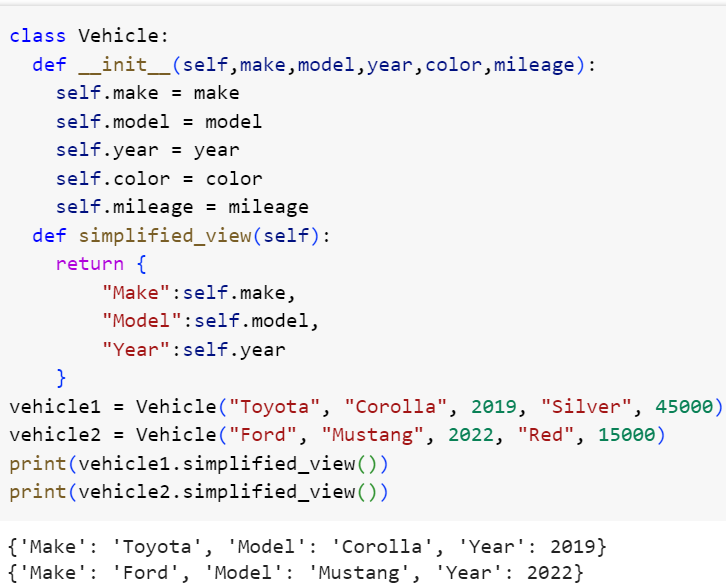 class Vehicle:
  def __init__(self,make,model,year,color,mileage):
    self.make = make
    self.model = model
    self.year = year
    self.color = color
    self.mileage = mileage
  def simplified_view(self):
    return {
        "Make":self.make,
        "Model":self.model,
        "Year":self.year
    }
vehicle1 = Vehicle("Toyota", "Corolla", 2019, "Silver", 45000)
vehicle2 = Vehicle("Ford", "Mustang", 2022, "Red", 15000)
print(vehicle1.simplified_view())
print(vehicle2.simplified_view())
{'Make': 'Toyota', 'Model': 'Corolla', 'Year': 2019}
{'Make': 'Ford', 'Model': 'Mustang', 'Year': 2022}